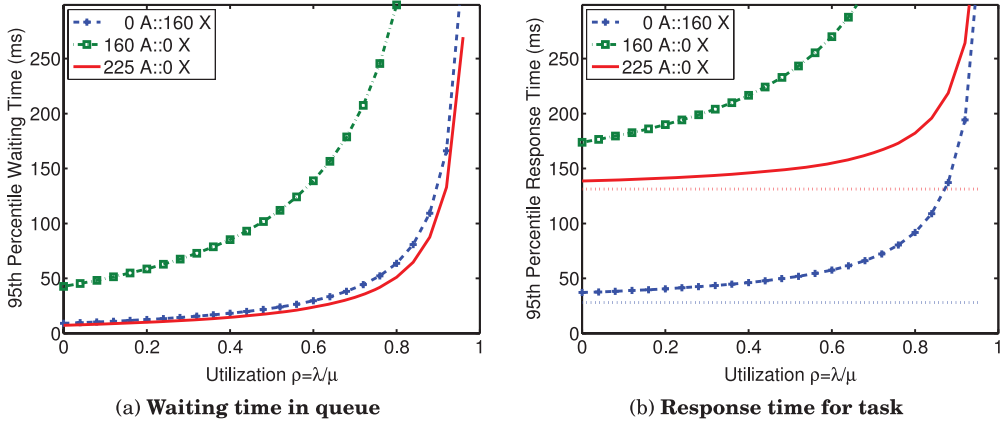 0 A::160 X
160 A::0 X
225 A::0 X
95th Percentile Waiting Time (ms)
250
200
150
100
50
0
0
0.2
0.4
0.6
0.8
1
Utilization ρ=λ/μ
(a) Waiting time in queue
0 A::160 X
160 A::0 X
225 A::0 X
95th Percentile Response Time (ms)
250
200
150
100
50
0
0
0.2
0.4
0.6
0.8
1
Utilization ρ=λ/μ
(b) Response time for task